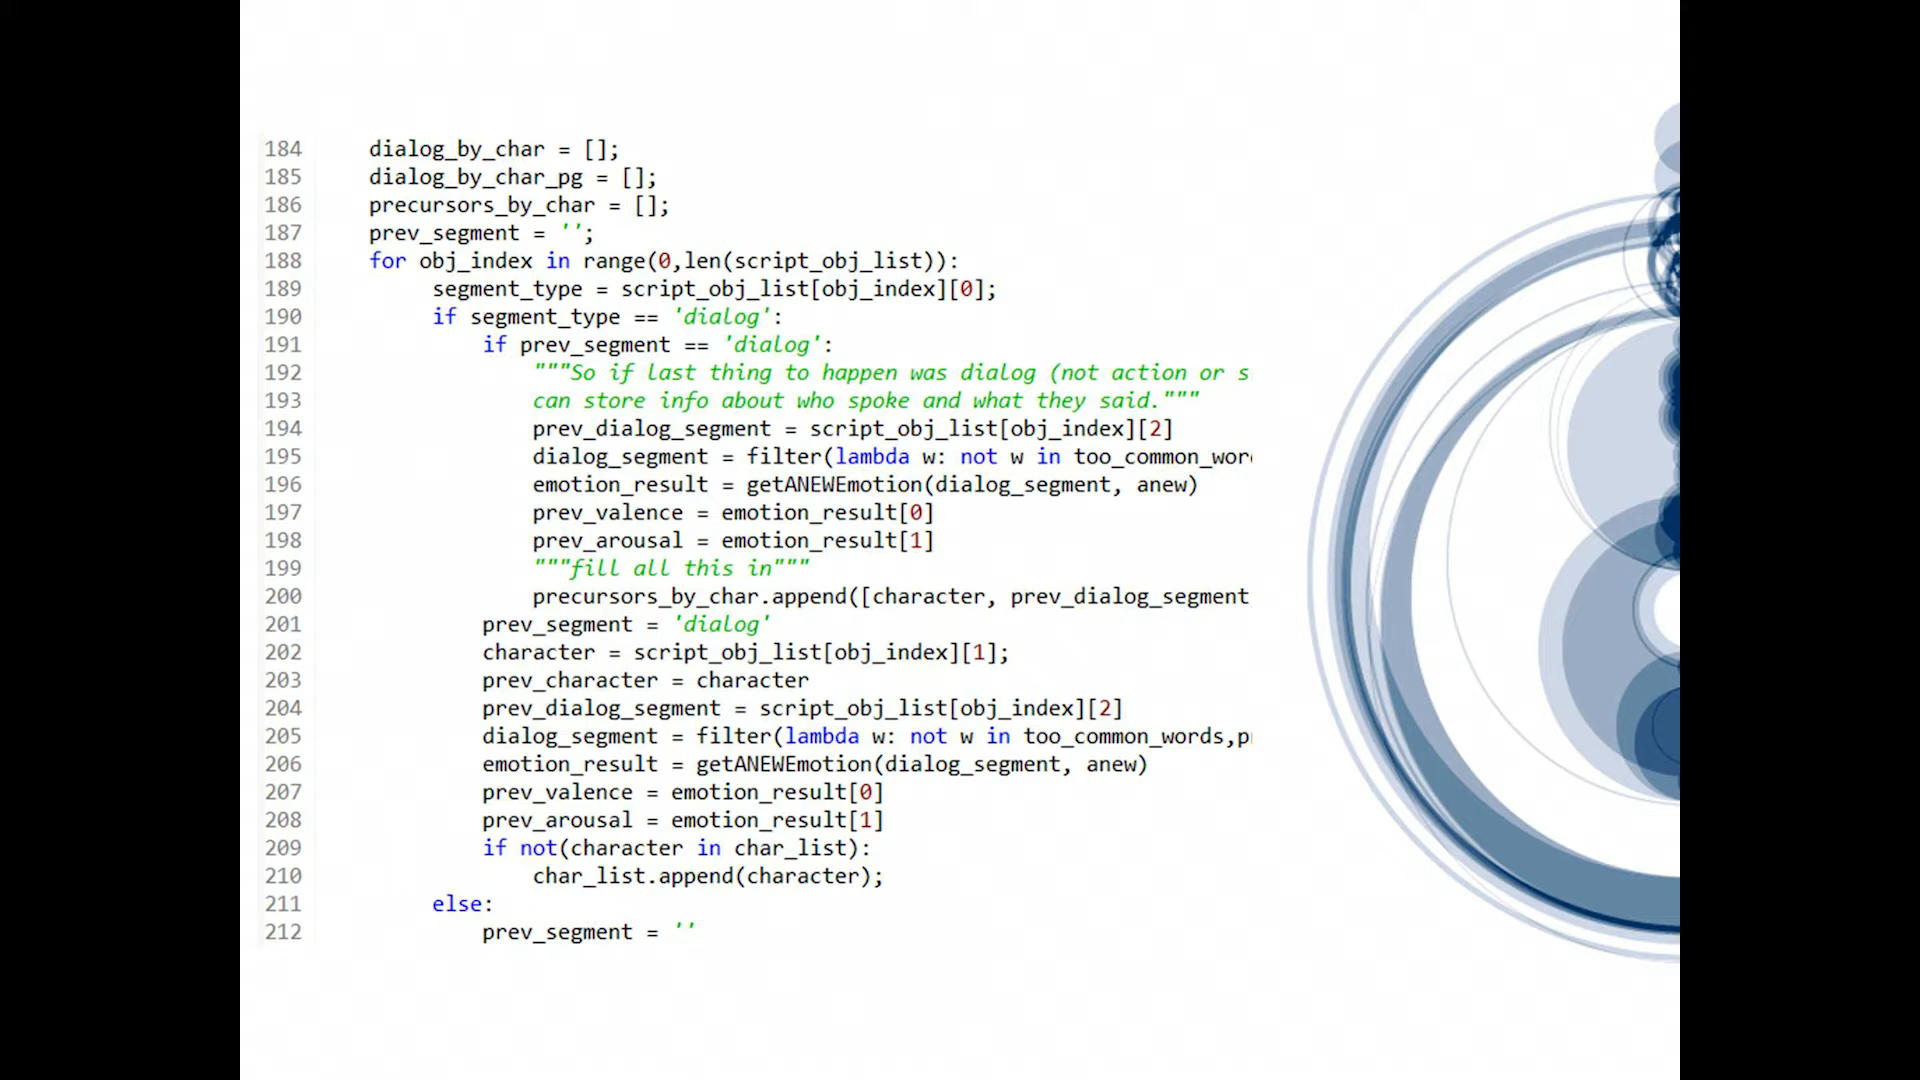 184 dialog_by_char = [];
185 dialog_by_char_pg = [];
186 precursors_by_char = [];
187 prev_segment = '';
188 for obj_index in range(0,len(script_obj_list)):
189 segment_type = script_obj_list[obj_index][0];
190 if segment_type == 'dialog':
191 if prev_segment == 'dialog':
192 """So if last thing to happen was dialog (not action or s
193 can store info about who spoke and what they said."""
194 prev_dialog_segment = script_obj_list[obj_index][2]
195 dialog_segment = filter(lambda w: not w in too_common_word
196 emotion_result = getANEWEmotion(dialog_segment, anew)
197 prev_valence = emotion_result[0]
198 prev_arousal = emotion_result[1]
199 """fill all this in"""
200 precursors_by_char.append([character, prev_dialog_segment
201 prev_segment = 'dialog'
202 character = script_obj_list[obj_index][1];
203 prev_character = character
204 prev_dialog_segment = script_obj_list[obj_index][2]
205 dialog_segment = filter(lambda w: not w in too_common_words,p
206 emotion_result = getANEWEmotion(dialog_segment, anew)
207 prev_valence = emotion_result[0]
208 prev_arousal = emotion_result[1]
209 if not(character in char_list):
210 char_list.append(character);
211 else:
212 prev_segment = ''